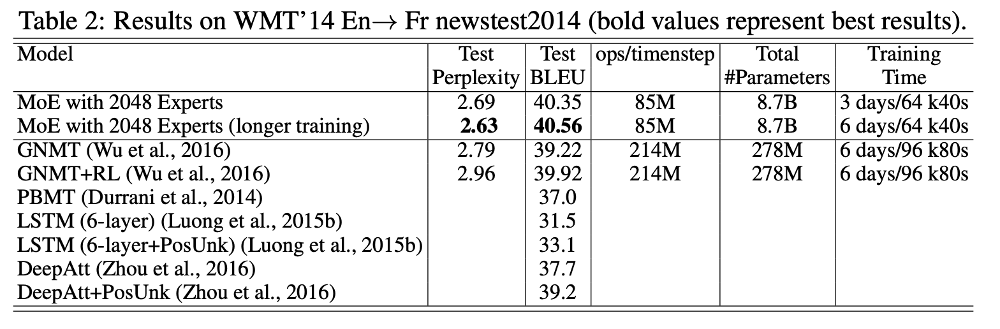 Table 2: Results on WMT’14 En→ Fr newstest2014 (bold values represent best results).
Model Test Test ops/timenstep Total Training
Perplexity BLEU #Parameters Time
MoE with 2048 Experts 2.69 40.35 85M 8.7B 3 days/64 k40s
MoE with 2048 Experts (longer training) 2.63 40.56 85M 8.7B 6 days/64 k40s
GNMT (Wu et al., 2016) 2.79 39.22 214M 278M 6 days/96 k80s
GNMT+RL (Wu et al., 2016) 2.96 39.92 214M 278M 6 days/96 k80s
PBMT (Durrani et al., 2014) 37.0
LSTM (6-layer) (Luong et al., 2015b) 31.5
LSTM (6-layer+PosUnk) (Luong et al., 2015b) 33.1
DeepAtt (Zhou et al., 2016) 37.7
DeepAtt+PosUnk (Zhou et al., 2016) 39.2